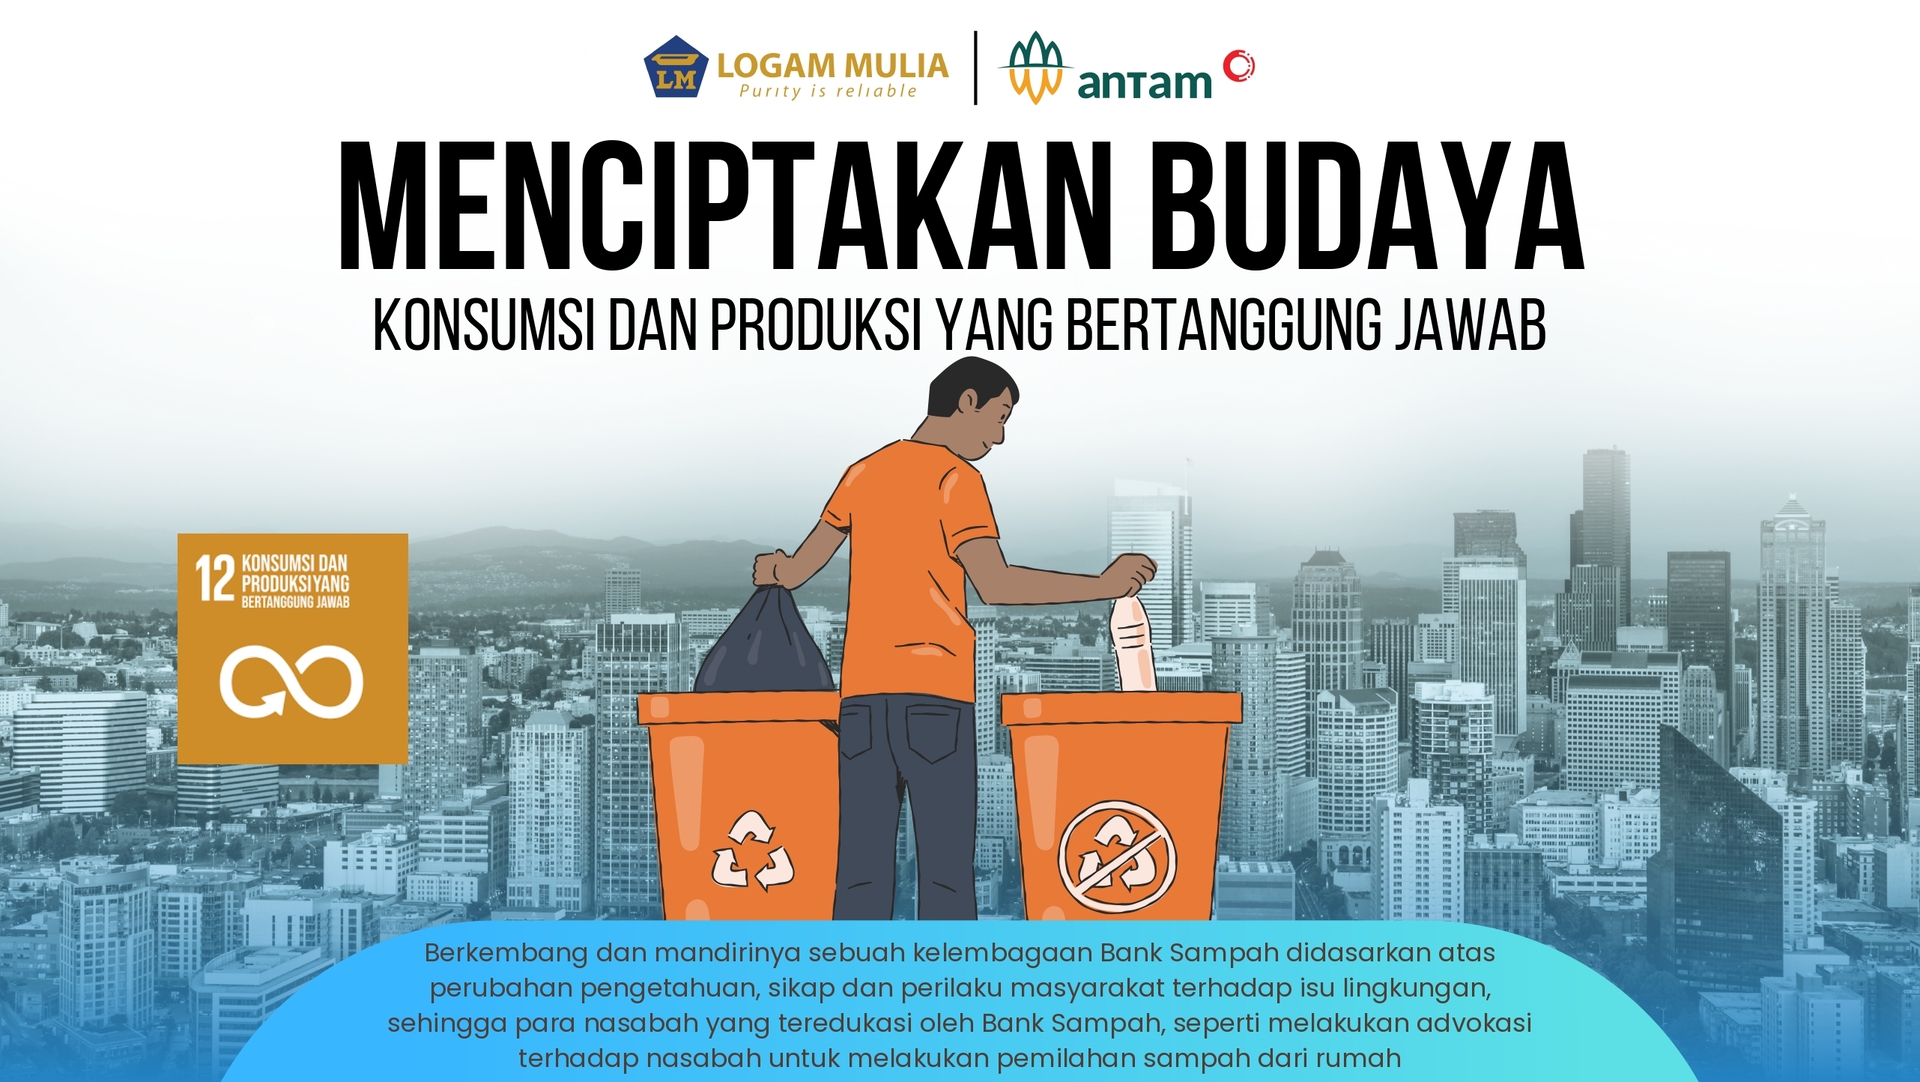 LM
LOGAM MULIA
Purity is reliable
anTam
MENCIPTAKAN BUDAYA
KONSUMSI DAN PRODUKSI YANG BERTANGGUNG JAWAB
12 KONSUMSI DAN
PRODUKSI YANG
BERTANGGUNG JAWAB
Berkembang dan mandirinya sebuah kelembagaan Bank Sampah didasarkan atas
perubahan pengetahuan, sikap dan perilaku masyarakat terhadap isu lingkungan,
sehingga para nasabah yang teredukasi oleh Bank Sampah, seperti melakukan advokasi
terhadap nasabah untuk melakukan pemilahan sampah dari rumah